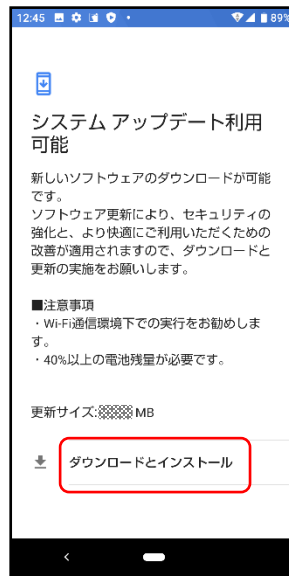 12:45
89%
システム アップデート利用
可能
新しいソフトウェアのダウンロードが可能
です。
ソフトウェア更新により、セキュリティの
強化と、より快適にご利用いただくための
改善が適用されますので、ダウンロードと
更新の実施をお願いします。
■注意事項
・Wi-Fi通信環境下での実行をお勧めしま
す。
・40%以上の電池残量が必要です。
更新サイズ: MB
ダウンロードとインストール